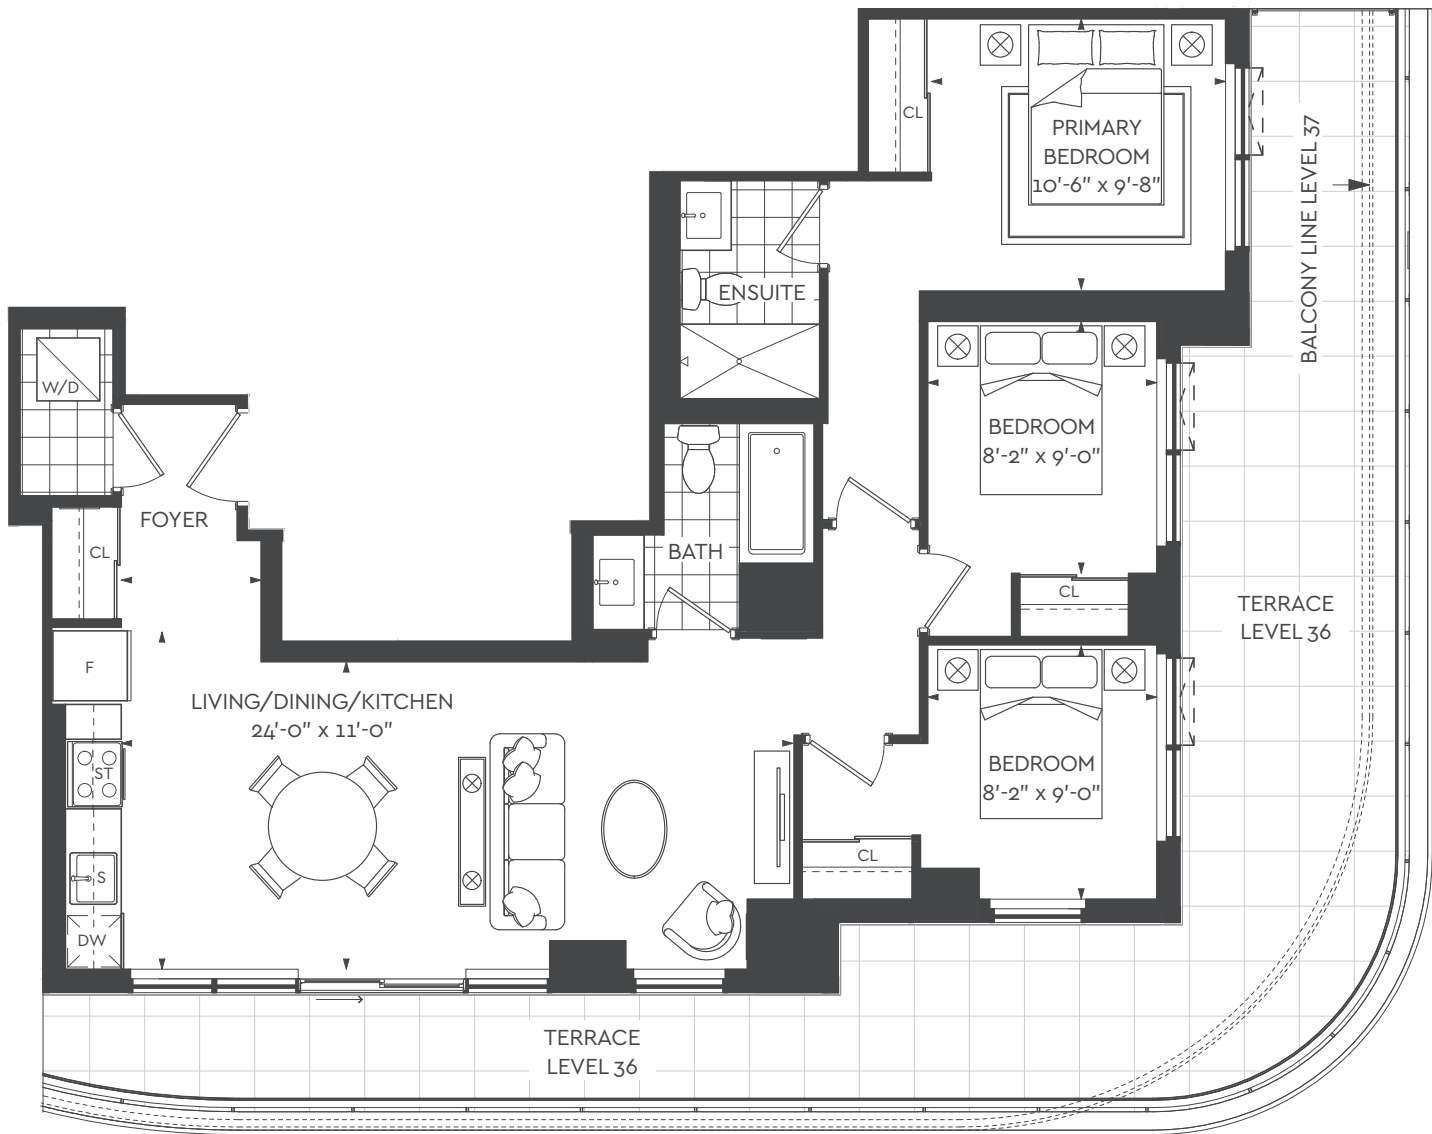 CL
PRIMARY
BEDROOM
10'-6" x 9'-8"
BALCONY LINE LEVEL 37
ENSUITE
W/D
BEDROOM
8'-2" x 9'-0"
FOYER
CL
BATH
CL
TERRACE
LEVEL 36
F
LIVING/DINING/KITCHEN
24'-0" x 11'-0"
ST
BEDROOM
8'-2" x 9'-0"
CL
S
DW
TERRACE
LEVEL 36